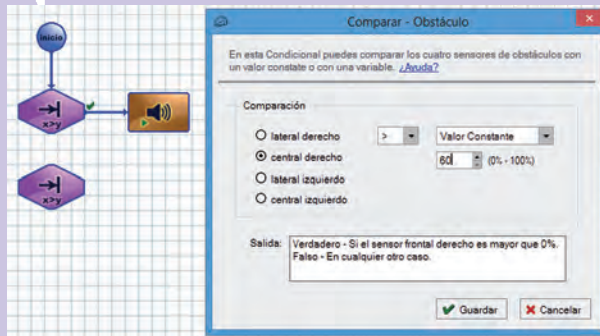 inicio
x>y
x>y
Comparar - Obstáculo
En esta Condicional puedes comparar los cuatro sensores de obstáculos con
un valor constate o con una variable. ¿Ayuda?
Comparación
lateral derecho
>
Valor Constante
central derecho
60
(0% - 100%)
lateral izquierdo
central izquierdo
Salida:
Verdadero - Si el sensor frontal derecho es mayor que 0%.
Falso - En cualquier otro caso.
Guardar
Cancelar